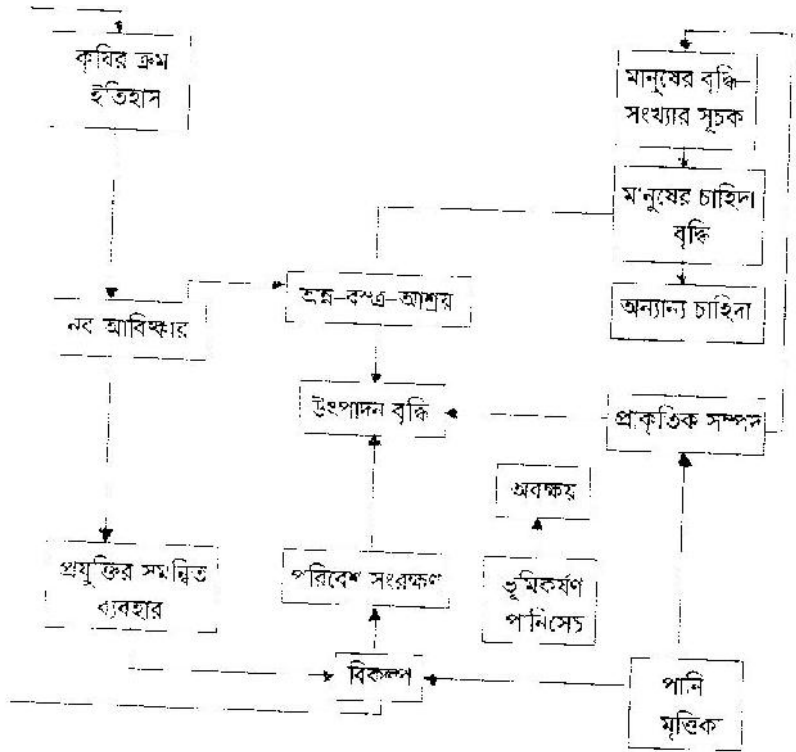 কৃষির ক্রম
ইতিহাস
মানুষের বৃদ্ধি
সংখ্যার সূচক
মানুষের চাহিদা
বৃদ্ধি
নব আবিস্কার
অন্ন-বস্ত্র-আশ্রয়
অন্যান্য চাহিদা
উৎপাদন বৃদ্ধি
প্রাকৃতিক সম্পদ
অবক্ষয়
প্রযুক্তির সমন্বিত
ব্যবহার
পরিবেশ সংরক্ষণ
ভূমিকর্ষণ
পানিসেচ
বিকল্প
পানি
মৃত্তিক